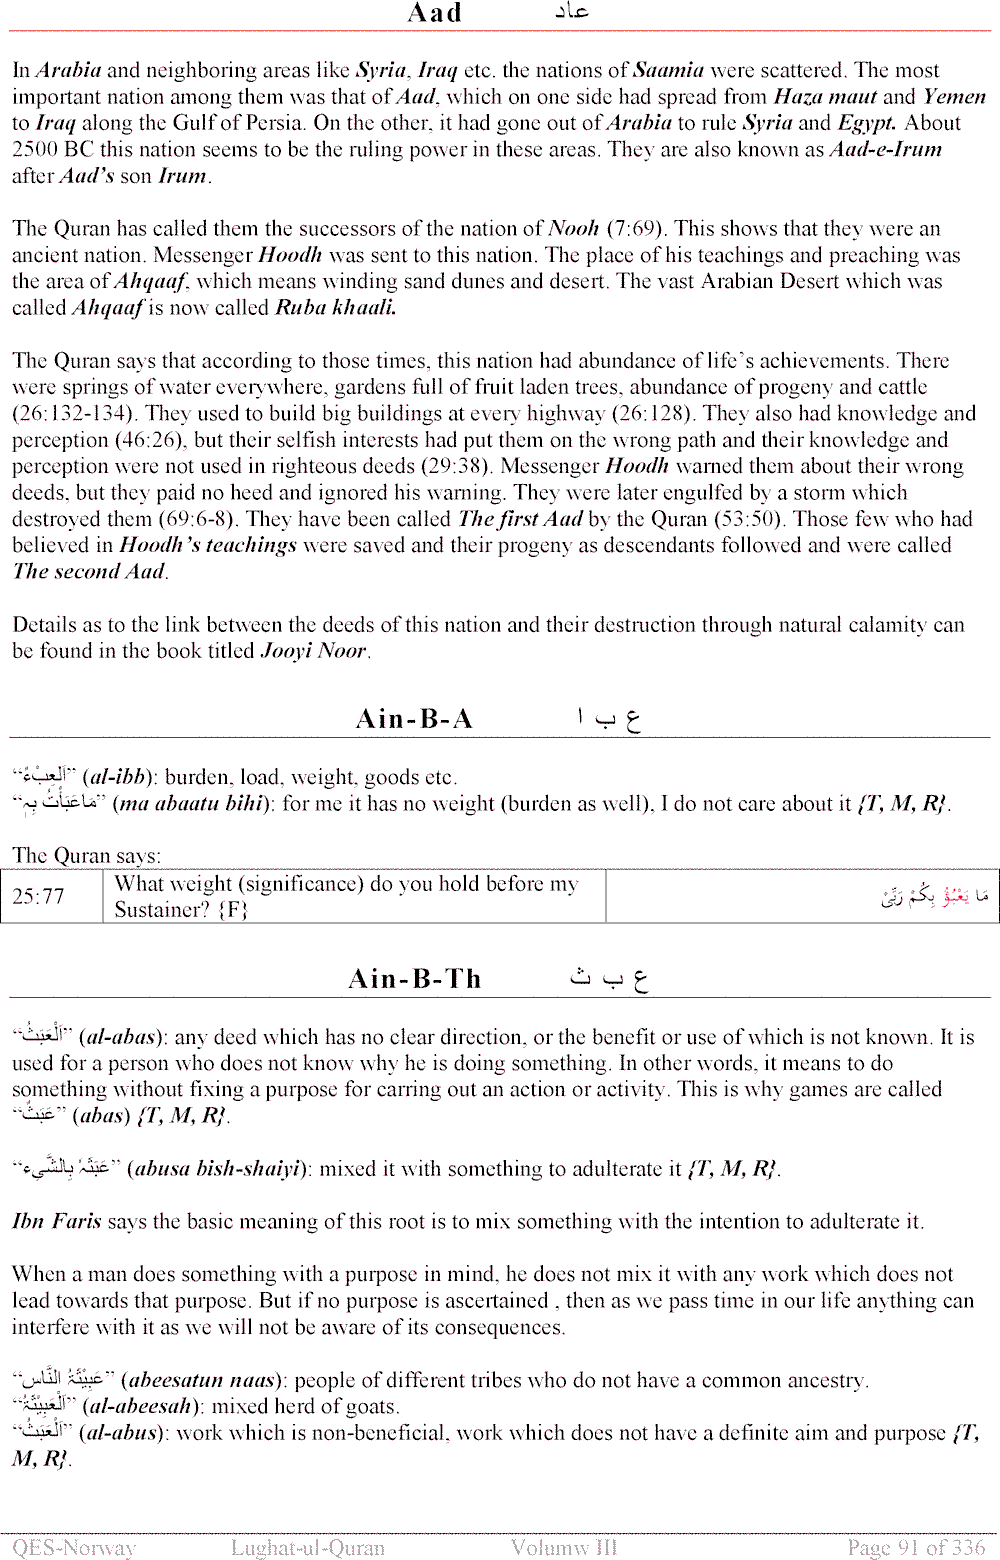 Aad عاد
In Arabia and neighboring areas like Syria, Iraq etc. the nations of Saamia were scattered. The most
important nation among them was that of Aad, which on one side had spread from Haza maut and Yemen
to Iraq along the Gulf of Persia. On the other, it had gone out of Arabia to rule Syria and Egypt. About
2500 BC this nation seems to be the ruling power in these areas. They are also known as Aad-e-Irum
after Aad's son Irum.
The Quran has called them the successors of the nation of Nooh (7:69). This shows that they were an
ancient nation. Messenger Hoodh was sent to this nation. The place of his teachings and preaching was
the area of Ahqaaf, which means winding sand dunes and desert. The vast Arabian Desert which was
called Ahqaaf is now called Ruba khaali.
The Quran says that according to those times, this nation had abundance of life's achievements. There
were springs of water everywhere, gardens full of fruit laden trees, abundance of progeny and cattle
(26:132-134). They used to build big buildings at every highway (26:128). They also had knowledge and
perception (46:26), but their selfish interests had put them on the wrong path and their knowledge and
perception were not used in righteous deeds (29:38). Messenger Hoodh warned them about their wrong
deeds, but they paid no heed and ignored his warning. They were later engulfed by a storm which
destroyed them (69:6-8). They have been called The first Aad by the Quran (53:50). Those few who had
believed in Hoodh's teachings were saved and their progeny as descendants followed and were called
The second Aad.
Details as to the link between the deeds of this nation and their destruction through natural calamity can
be found in the book titled Jooyi Noor.
Ain-B-A ع ب ا
“اَلْعِبْءُ” (al-ibb): burden, load, weight, goods etc.
“مَاعَبَأْتُ بِہٖ” (ma abaatu bihi): for me it has no weight (burden as well), I do not care about it {T, M, R}.
The Quran says:
25:77 What weight (significance) do you hold before my مَا يَعْبُؤُ بِكُمْ رَبِّىْ
Sustainer? {F}
Ain-B-Th ع ب ث
“اَلْعَبَثُ” (al-abas): any deed which has no clear direction, or the benefit or use of which is not known. It is
used for a person who does not know why he is doing something. In other words, it means to do
something without fixing a purpose for carring out an action or activity. This is why games are called
“عَبَثٌ” (abas) {T, M, R}.
“عَبَثَہٗ بِالشَّیءِ” (abusa bish-shaiyi): mixed it with something to adulterate it {T, M, R}.
Ibn Faris says the basic meaning of this root is to mix something with the intention to adulterate it.
When a man does something with a purpose in mind, he does not mix it with any work which does not
lead towards that purpose. But if no purpose is ascertained , then as we pass time in our life anything can
interfere with it as we will not be aware of its consequences.
“عَبِيْثَۃُ النَّاسِ” (abeesatun naas): people of different tribes who do not have a common ancestry.
“اَلْعَبِيْثَۃُ” (al-abeesah): mixed herd of goats.
“اَلْعَبَثُ” (al-abus): work which is non-beneficial, work which does not have a definite aim and purpose {T,
M, R}.
QES-Norway Lughat-ul-Quran Volumw III Page 91 of 336